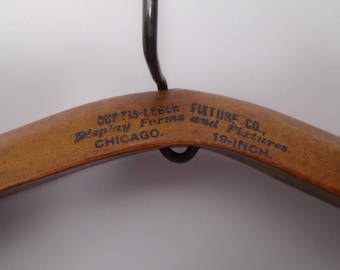 CURTIS-LEGER FIXTURE CO.,
Display Forms and Fixtures.
CHICAGO. 19-INCH.